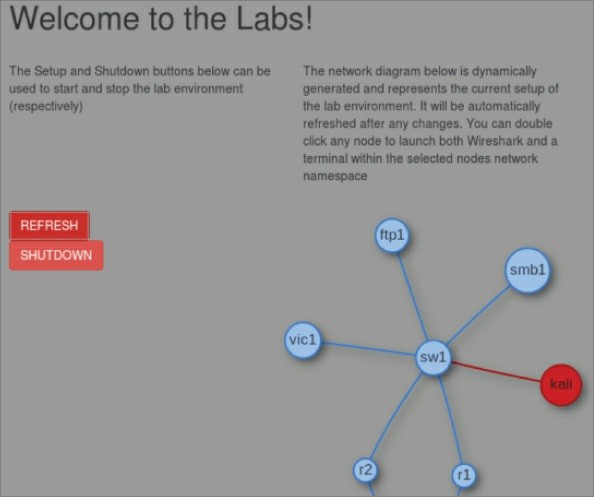 Welcome to the Labs!
The Setup and Shutdown buttons below can be
used to start and stop the lab environment
(respectively)
The network diagram below is dynamically
generated and represents the current setup of
the lab environment. It will be automatically
refreshed after any changes. You can double
click any node to launch both Wireshark and a
terminal within the selected nodes network
namespace
REFRESH
SHUTDOWN
ftp1
smb1
vic1
sw1
kali
r2
r1